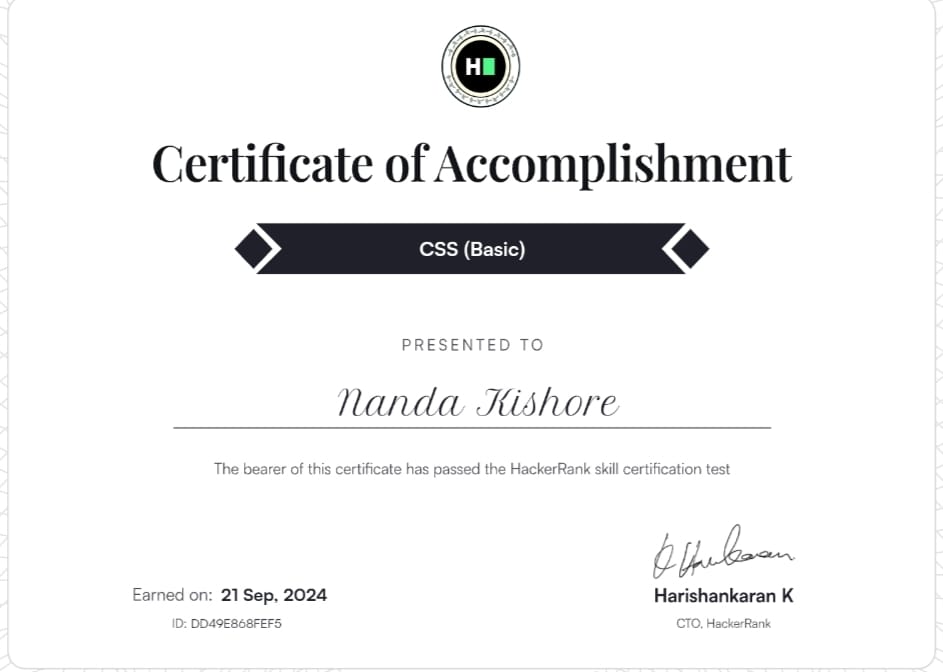 H
Certificate of Accomplishment
CSS (Basic)
PRESENTED TO
Nanda Kishore
The bearer of this certificate has passed the HackerRank skill certification test
Earned on: 21 Sep, 2024
ID: DD49E868FEF5
Harishankaran K
CTO, HackerRank